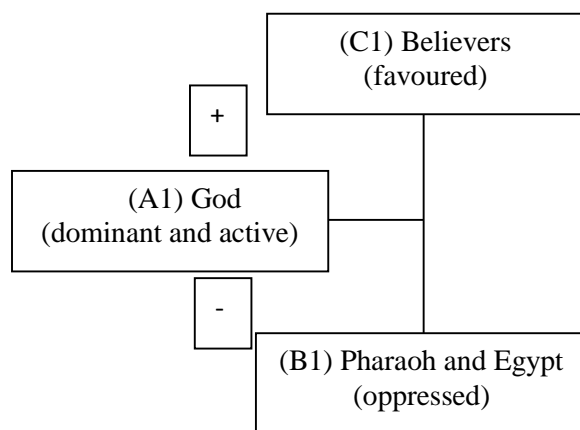 (C1) Believers
(favoured)
+
(A1) God
(dominant and active)
-
(B1) Pharaoh and Egypt
(oppressed)